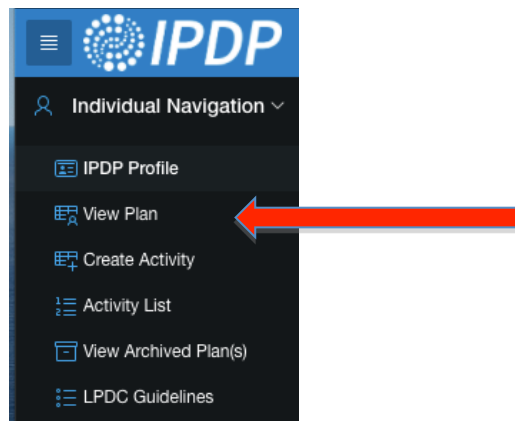 IPDP
Individual Navigation
IPDP Profile
View Plan
Create Activity
Activity List
View Archived Plan(s)
LPDC Guidelines